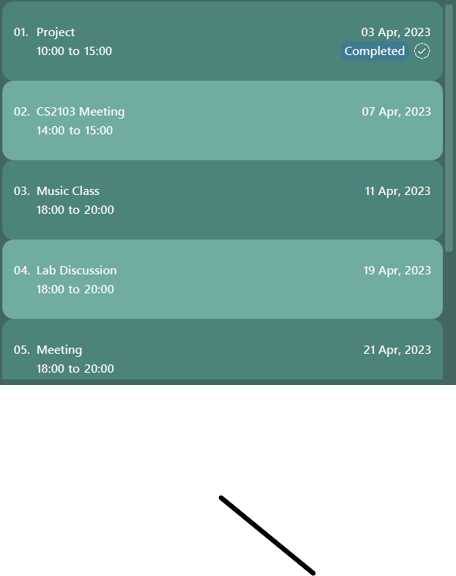 01. Project 03 Apr, 2023
10:00 to 15:00 Completed
02. CS2103 Meeting 07 Apr, 2023
14:00 to 15:00
03. Music Class 11 Apr, 2023
18:00 to 20:00
04. Lab Discussion 19 Apr, 2023
18:00 to 20:00
05. Meeting 21 Apr, 2023
18:00 to 20:00